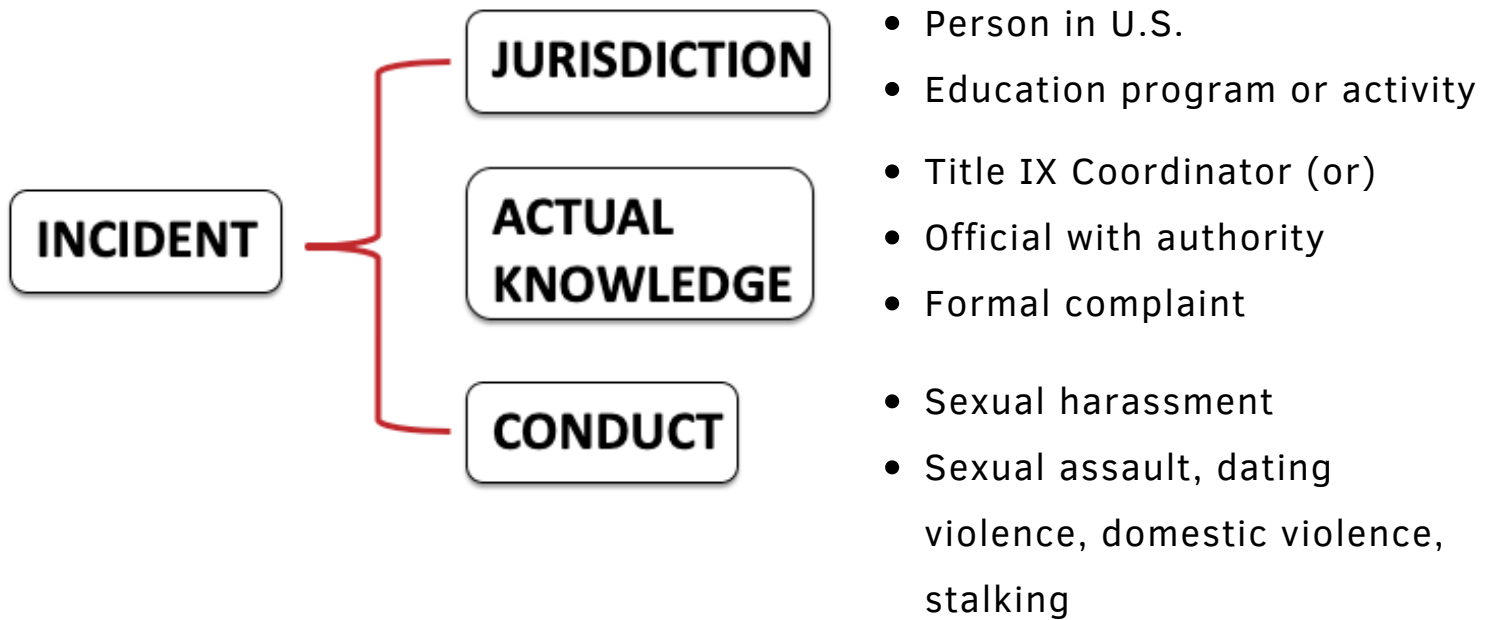 INCIDENT
JURISDICTION
• Person in U.S.
• Education program or activity
ACTUAL
KNOWLEDGE
• Title IX Coordinator (or)
• Official with authority
• Formal complaint
CONDUCT
• Sexual harassment
• Sexual assault, dating
violence, domestic violence,
stalking